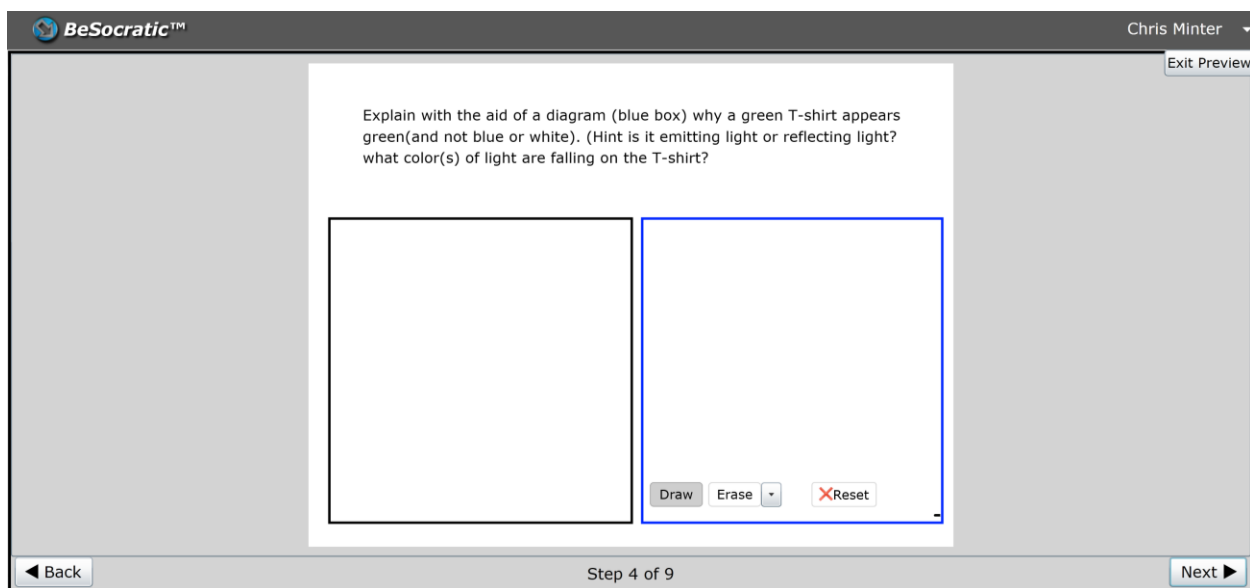 BeSocratic™
Chris Minter
Exit Preview
Explain with the aid of a diagram (blue box) why a green T-shirt appears
green(and not blue or white). (Hint is it emitting light or reflecting light?
what color(s) of light are falling on the T-shirt?
Draw
Erase
Reset
Back
Step 4 of 9
Next